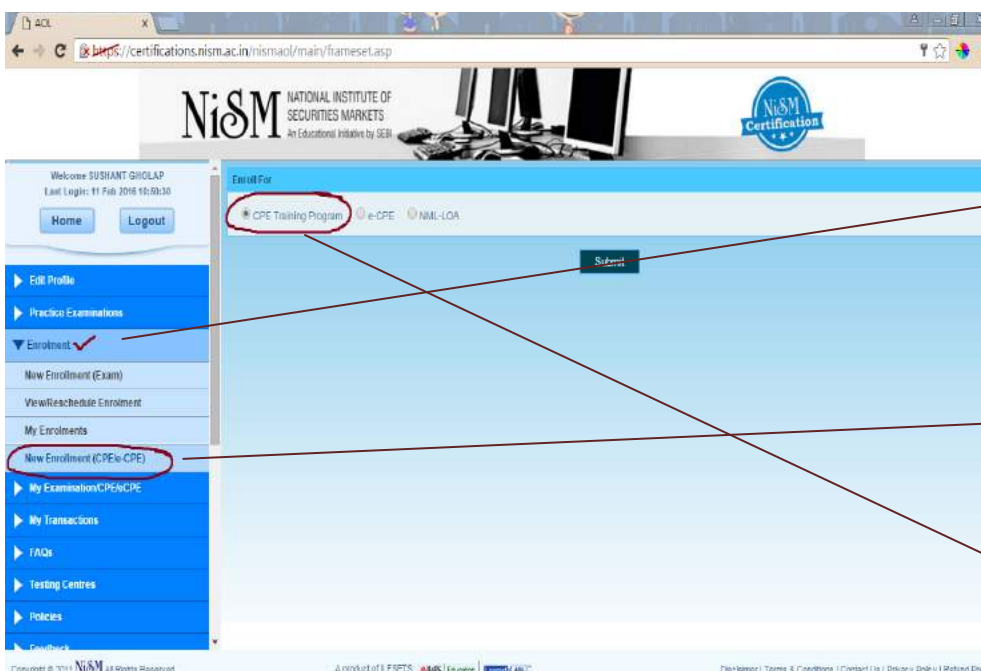 AOL
https://certifications.nism.ac.in/nismaol/main/frameset.asp
NiSM
NATIONAL INSTITUTE OF
SECURITIES MARKETS
An Educational Initiative by SEBI
NiSM
Certification
Welcome SUSHANT GHOLAP
Last Login: 11 Feb 2016 10:50:30
Home Logout
Enroll For
CPE Training Program e-CPE NML-LOA
Submit
Edit Profile
Practice Examinations
Enrolment
New Enrollment (Exam)
View/Reschedule Enrolment
My Enrolments
New Enrollment (CPE/e-CPE)
My Examination/CPE/eCPE
My Transactions
FAQs
Testing Centres
Policies
Feedback
Copyright © 2011 NiSM All Rights Reserved
A product of
Disclaimer | Terms & Conditions | Contact Us | Privacy Policy | Refund